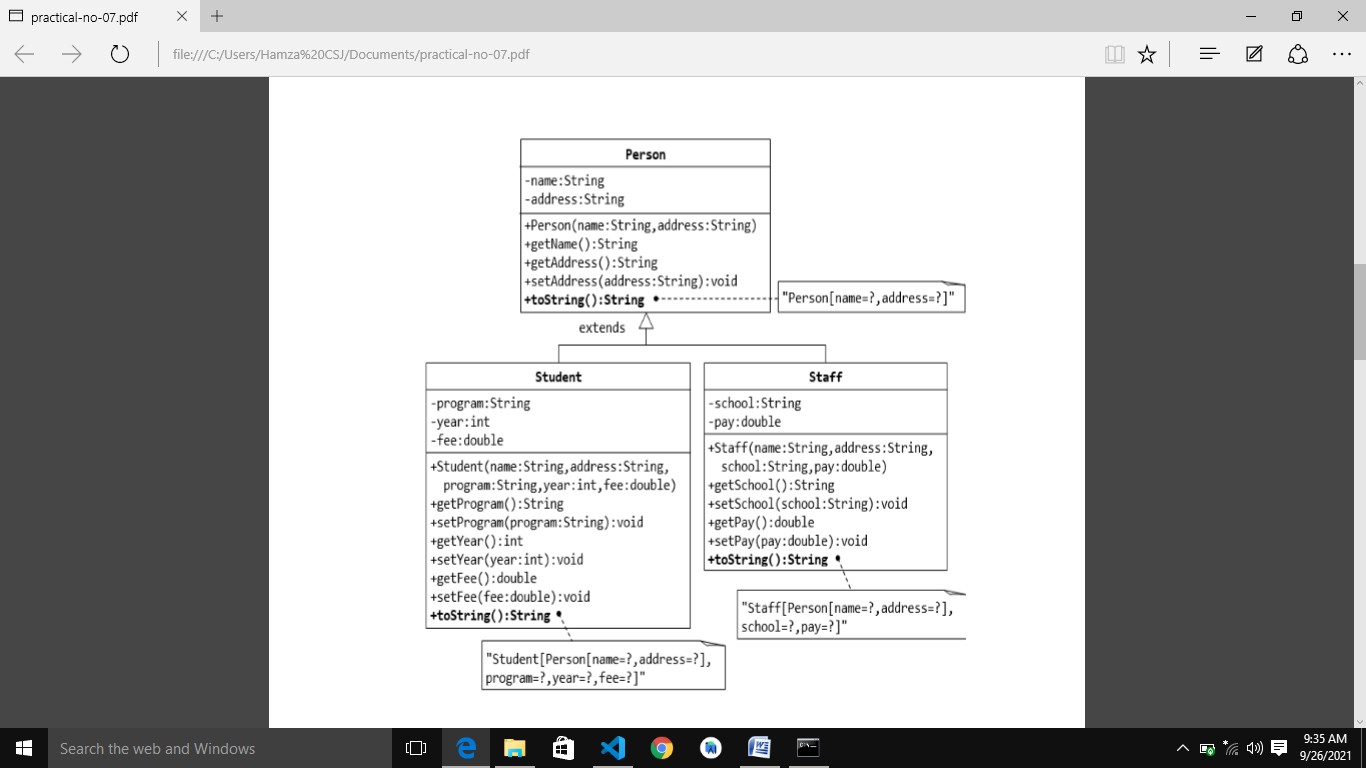 practical-no-07.pdf
file:///C:/Users/Hamza%20CSJ/Documents/practical-no-07.pdf
Person
-name:String
-address:String
+Person(name:String,address:String)
+getName():String
+getAddress():String
+setAddress(address:String):void
+toString():String
"Person[name=?,address=?]"
extends
Student
-program:String
-year:int
-fee:double
+Student(name:String,address:String,
program:String,year:int,fee:double)
+getProgram():String
+setProgram(program:String):void
+getYear():int
+setYear(year:int):void
+getFee():double
+setFee(fee:double):void
+toString():String
"Student[Person[name=?,address=?],
program=?,year=?,fee=?]"
Staff
-school:String
-pay:double
+Staff(name:String,address:String,
school:String,pay:double)
+getSchool():String
+setSchool(school:String):void
+getPay():double
+setPay(pay:double):void
+toString():String
"Staff[Person[name=?,address=?],
school=?,pay=?]"
Search the web and Windows
9:35 AM
9/26/2021